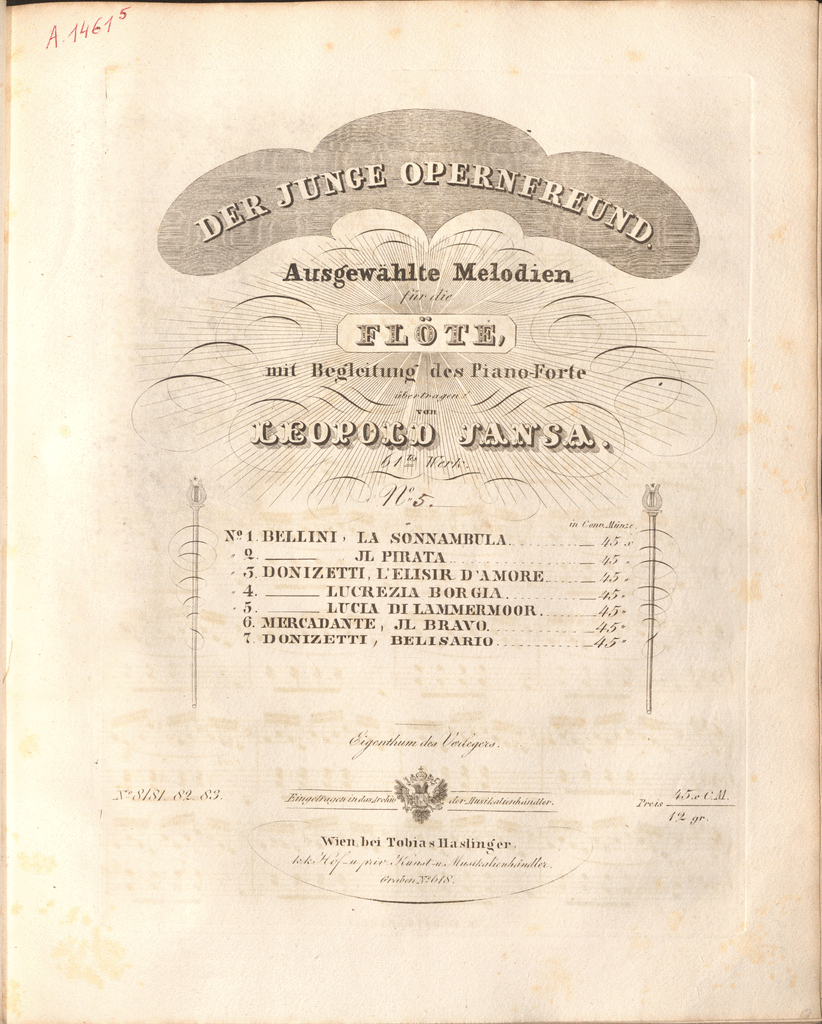 A.1461⁵
DER JUNGE OPERNFREUND.
Ausgewählte Melodien
für die
FLÖTE,
mit Begleitung des Piano-Forte
übertragen
von
LEOPOLD JANSA.
61tes Werk.
No 5.
in Conv. Münze.
No 1. BELLINI, LA SONNAMBULA. 45 x
" 2. ——— JL PIRATA 45 "
" 3. DONIZETTI, L'ELISIR D'AMORE 45 "
" 4. ——— LUCREZIA BORGIA. 45 "
" 5. ——— LUCIA DI LAMMERMOOR. 45 "
6. MERCADANTE, JL BRAVO. 45 "
7. DONIZETTI, BELISARIO. 45 "
Eigenthum des Verlegers.
No 8181. 82. 83.
Eingetragen in das Archiv der Musikalienhändler.
Preis 45 x C.M.
12 gr.
Wien, bei Tobias Haslinger.
k.k. Hof- u. priv. Kunst- u. Musikalienhändler.
Graben No 618.